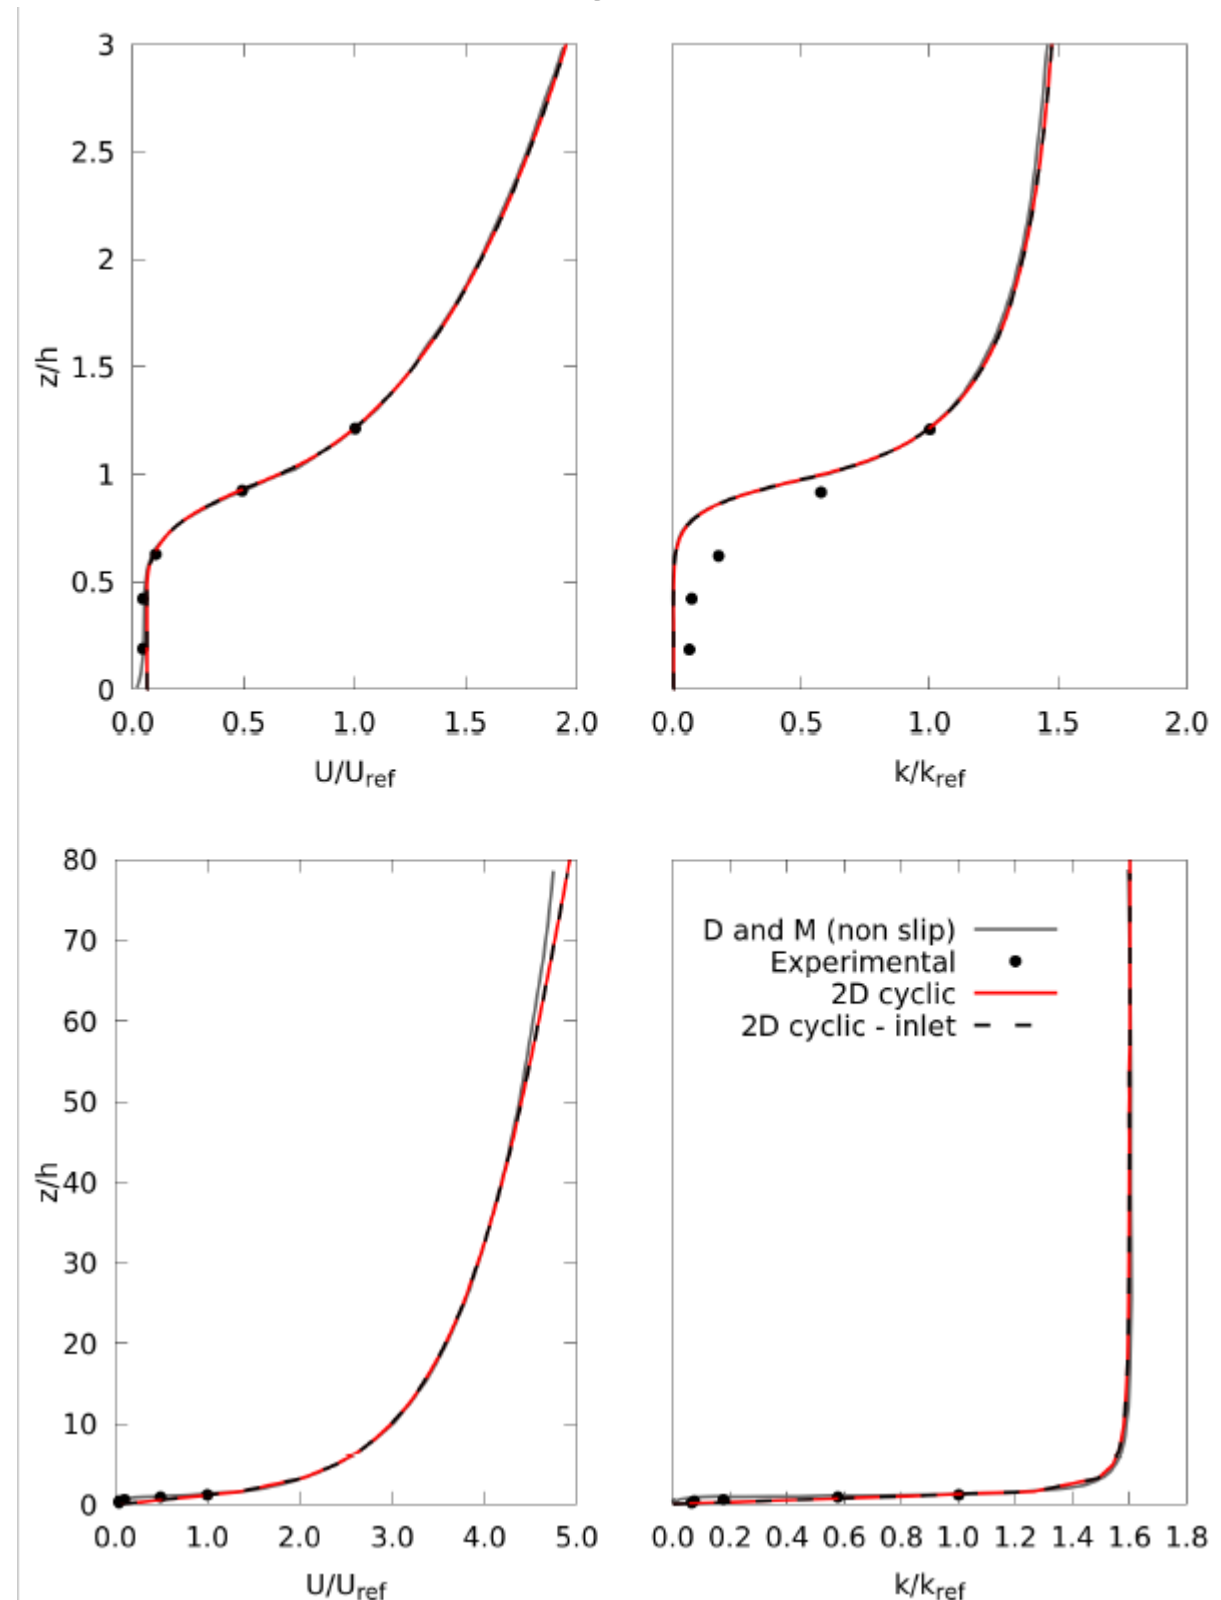 3
2.5
2
1.5
1
0.5
0
z/h
0.0 0.5 1.0 1.5 2.0
U/Uref
0.0 0.5 1.0 1.5 2.0
k/kref
80
70
60
50
40
30
20
10
0
z/h
0.0 1.0 2.0 3.0 4.0 5.0
U/Uref
D and M (non slip)
Experimental
2D cyclic
2D cyclic - inlet
0.0 0.2 0.4 0.6 0.8 1.0 1.2 1.4 1.6 1.8
k/kref